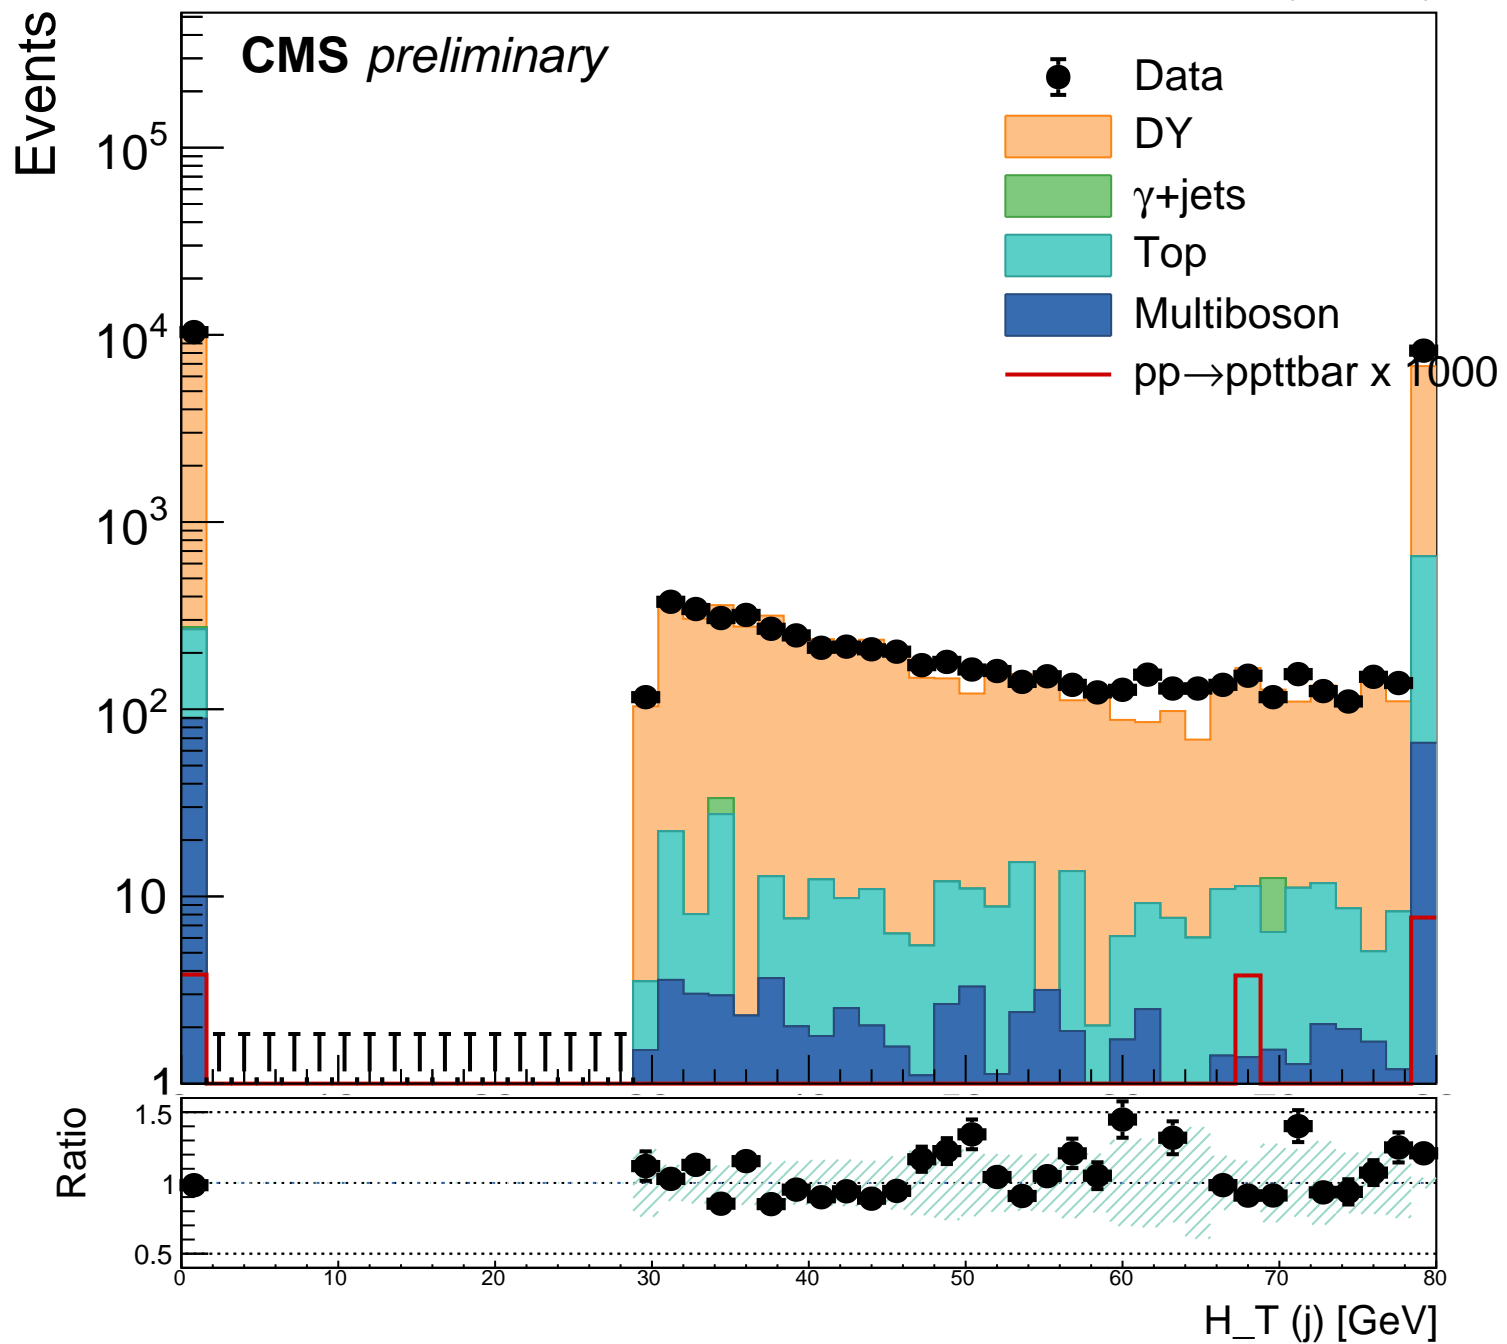 Events
CMS preliminary
Data
DY
γ+jets
Top
Multiboson
pp→ppttbar x 1000
10^5
10^4
10^3
10^2
10
1
Ratio
1.5
1
0.5
0 10 20 30 40 50 60 70 80
H_T (j) [GeV]